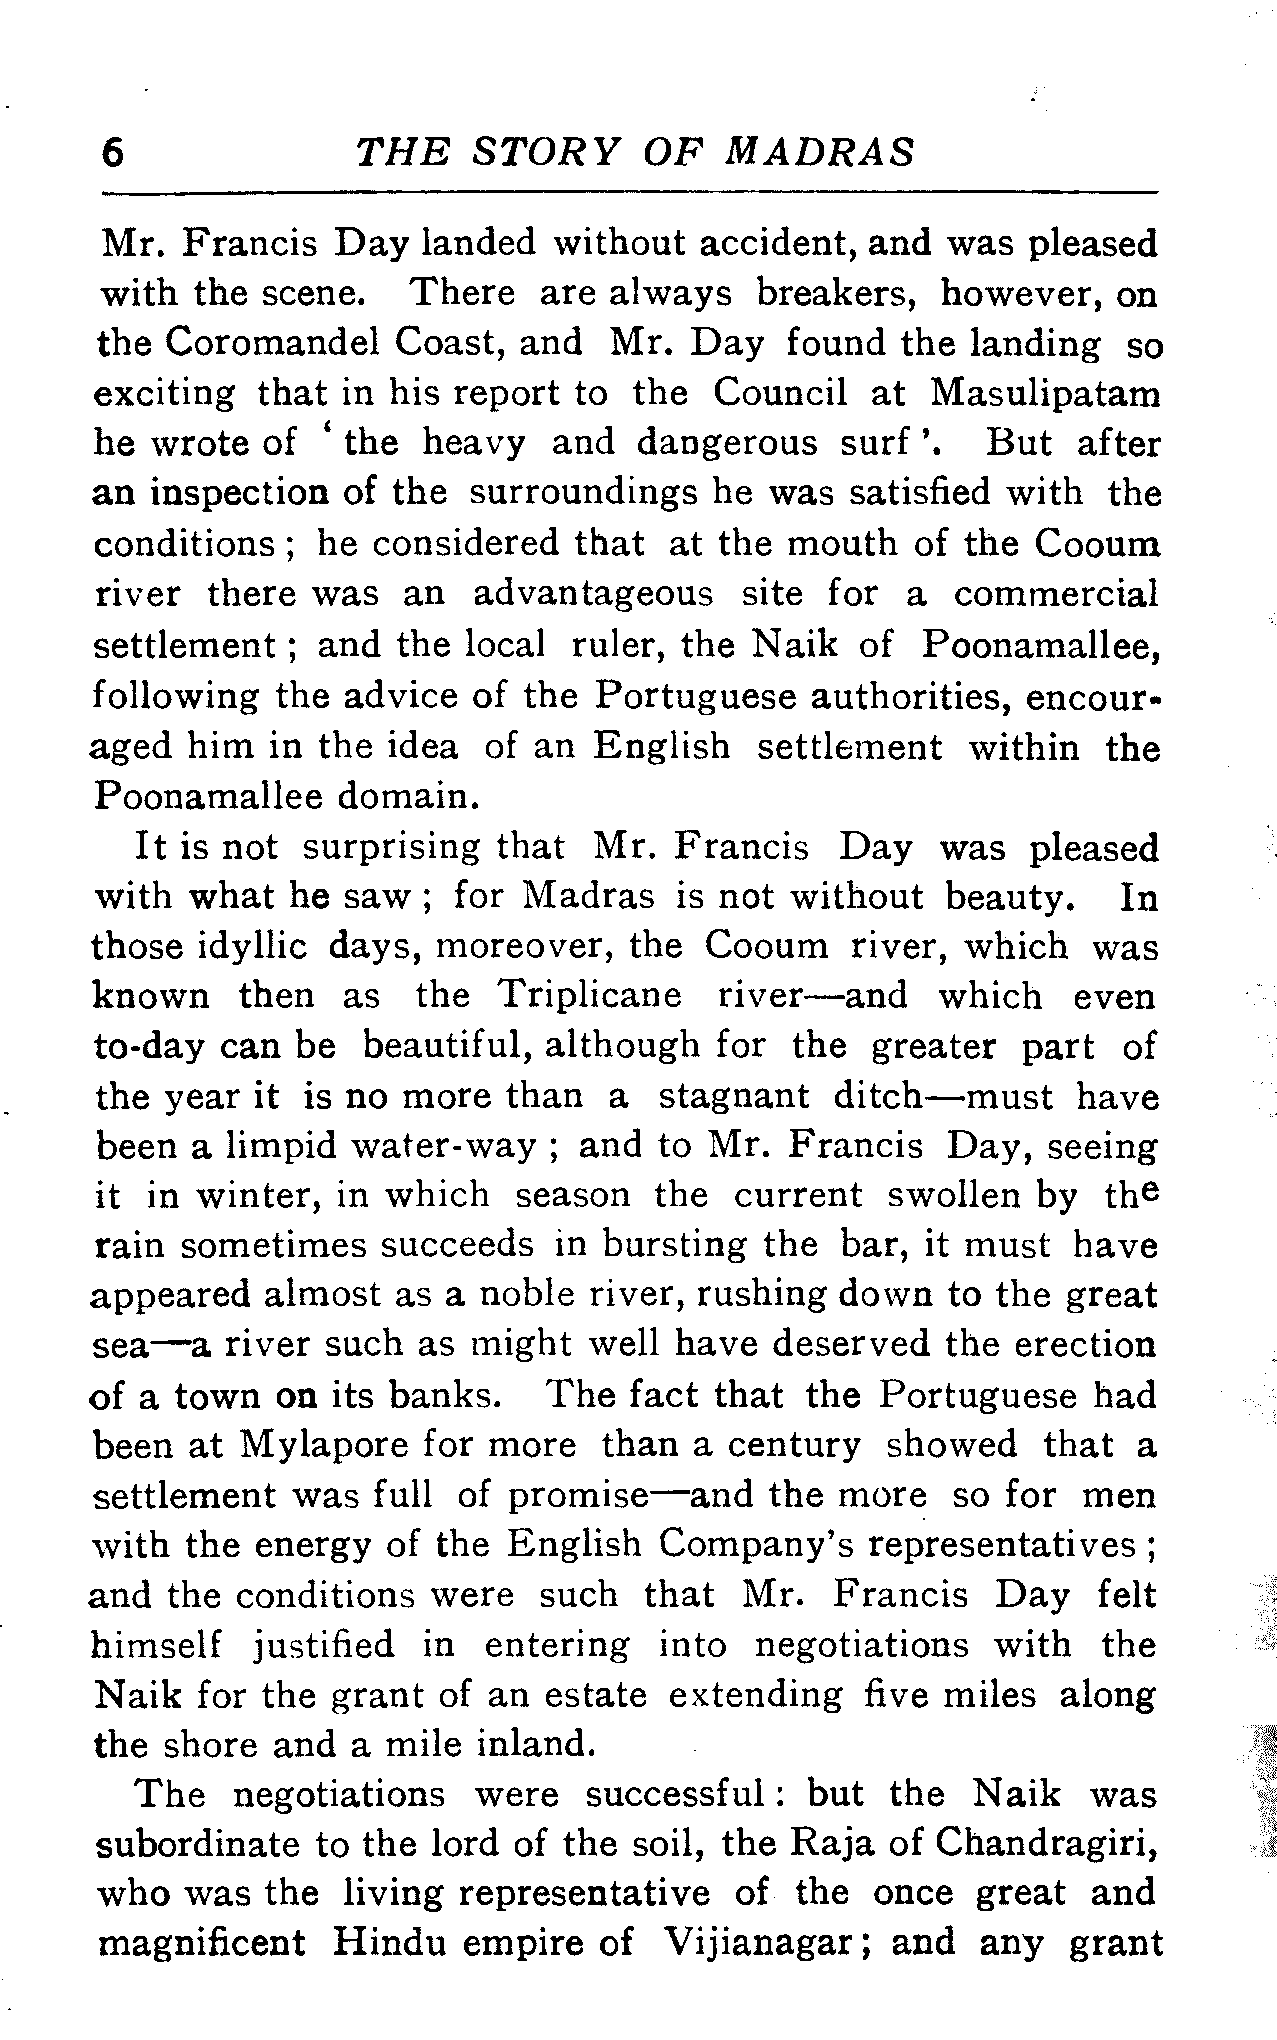 6 THE STORY OF MADRAS
Mr. Francis Day landed without accident, and was pleased
with the scene. There are always breakers, however, on
the Coromandel Coast, and Mr. Day found the landing so
exciting that in his report to the Council at Masulipatam
he wrote of ‘ the heavy and dangerous surf ’. But after
an inspection of the surroundings he was satisfied with the
conditions ; he considered that at the mouth of the Cooum
river there was an advantageous site for a commercial
settlement ; and the local ruler, the Naik of Poonamallee,
following the advice of the Portuguese authorities, encour-
aged him in the idea of an English settlement within the
Poonamallee domain.
It is not surprising that Mr. Francis Day was pleased
with what he saw ; for Madras is not without beauty. In
those idyllic days, moreover, the Cooum river, which was
known then as the Triplicane river—and which even
to-day can be beautiful, although for the greater part of
the year it is no more than a stagnant ditch—must have
been a limpid water-way ; and to Mr. Francis Day, seeing
it in winter, in which season the current swollen by the
rain sometimes succeeds in bursting the bar, it must have
appeared almost as a noble river, rushing down to the great
sea—a river such as might well have deserved the erection
of a town on its banks. The fact that the Portuguese had
been at Mylapore for more than a century showed that a
settlement was full of promise—and the more so for men
with the energy of the English Company’s representatives ;
and the conditions were such that Mr. Francis Day felt
himself justified in entering into negotiations with the
Naik for the grant of an estate extending five miles along
the shore and a mile inland.
The negotiations were successful : but the Naik was
subordinate to the lord of the soil, the Raja of Chandragiri,
who was the living representative of the once great and
magnificent Hindu empire of Vijianagar ; and any grant